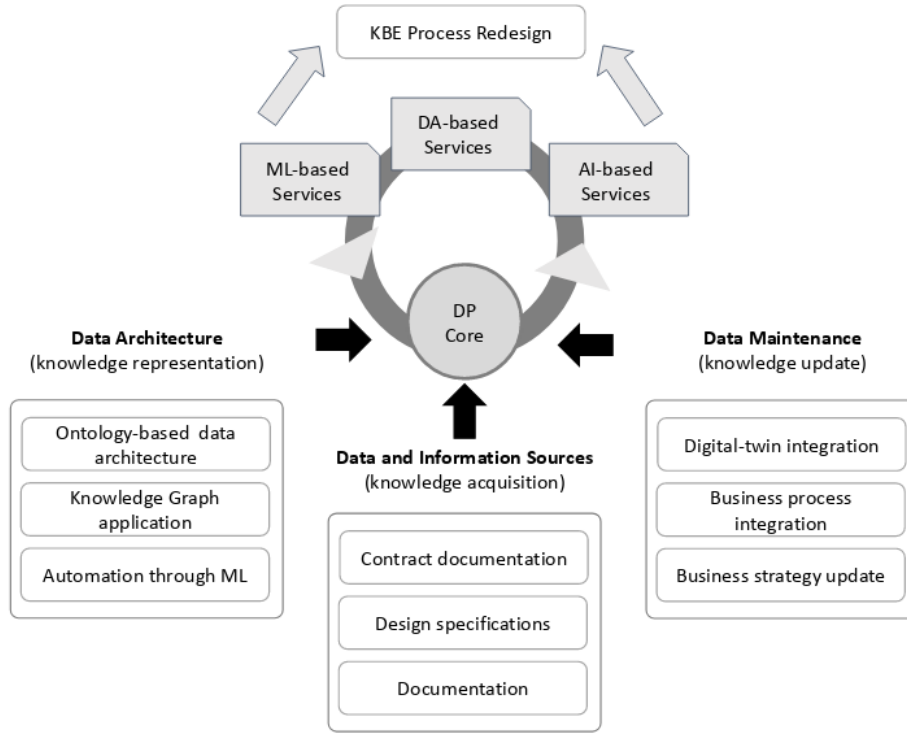 KBE Process Redesign
DA-based
Services
ML-based
Services
AI-based
Services
DP
Core
Data Architecture
(knowledge representation)
Ontology-based data
architecture
Knowledge Graph
application
Automation through ML
Data and Information Sources
(knowledge acquisition)
Contract documentation
Design specifications
Documentation
Data Maintenance
(knowledge update)
Digital-twin integration
Business process
integration
Business strategy update